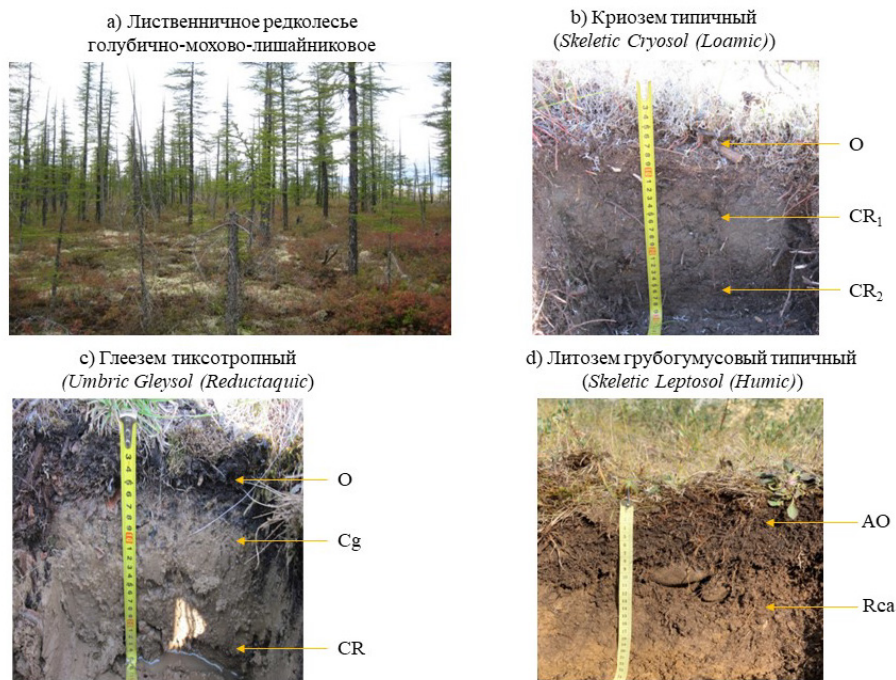 a) Лиственничное редколесье
голубично-мохово-лишайниковое
b) Криозем типичный
(Skeletic Cryosol (Loamic))
O
CR₁
CR₂
c) Глеезем тиксотропный
(Umbric Gleysol (Reductaquic)
O
Cg
CR
d) Литозем грубогумусовый типичный
(Skeletic Leptosol (Humic))
AO
Rca